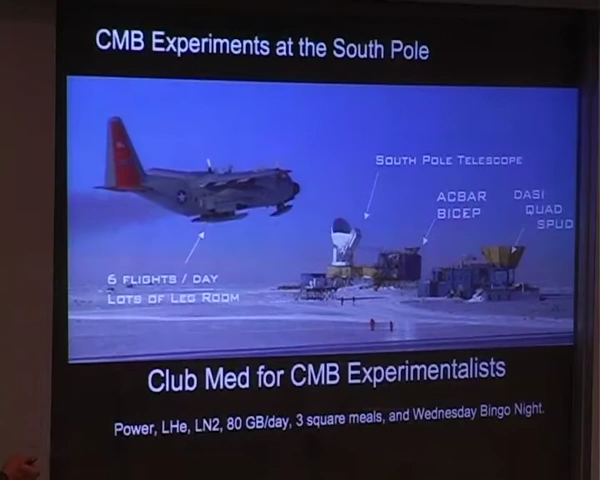 CMB Experiments at the South Pole
SOUTH POLE TELESCOPE
ACBAR
BICEP
DASI
QUAD
SPUD
6 FLIGHTS / DAY
LOTS OF LEG ROOM
Club Med for CMB Experimentalists
Power, LHe, LN2, 80 GB/day, 3 square meals, and Wednesday Bingo Night.